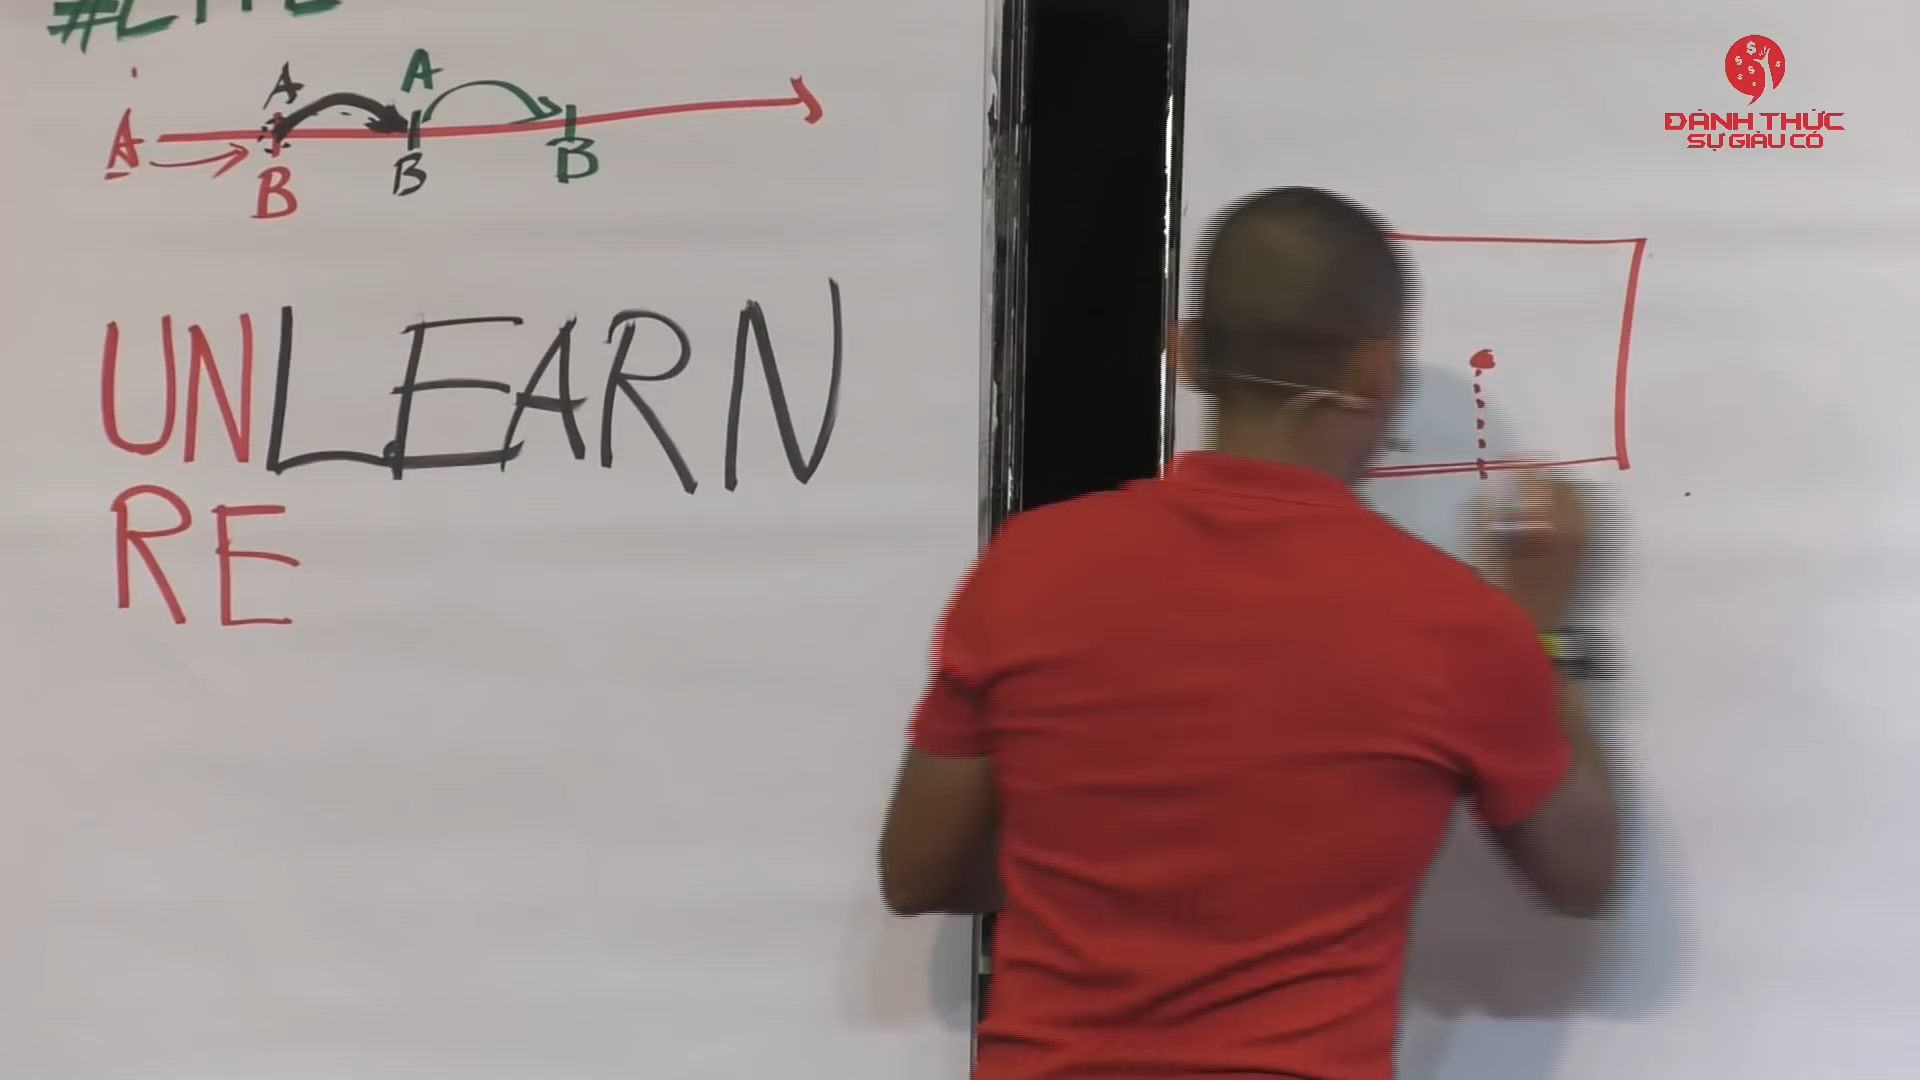 A A A
B B B
UNLEARN
RE
ĐÁNH THỨC
SỰ GIÀU CÓ